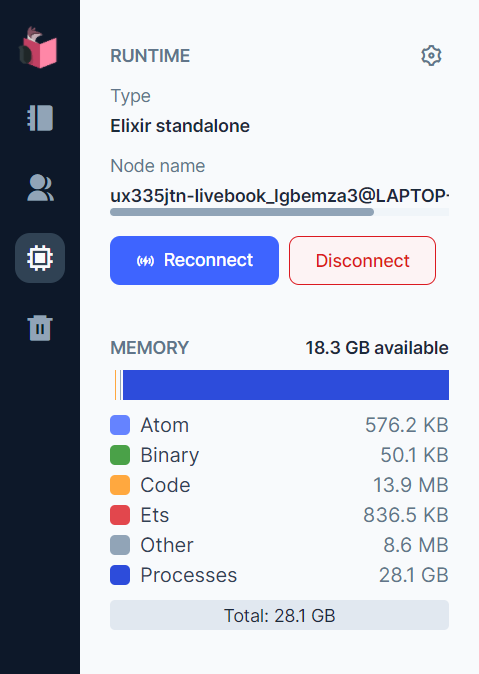 RUNTIME
Type
Elixir standalone
Node name
ux335jtn-livebook_lgbemza3@LAPTOP-
Reconnect Disconnect
MEMORY 18.3 GB available
Atom 576.2 KB
Binary 50.1 KB
Code 13.9 MB
Ets 836.5 KB
Other 8.6 MB
Processes 28.1 GB
Total: 28.1 GB